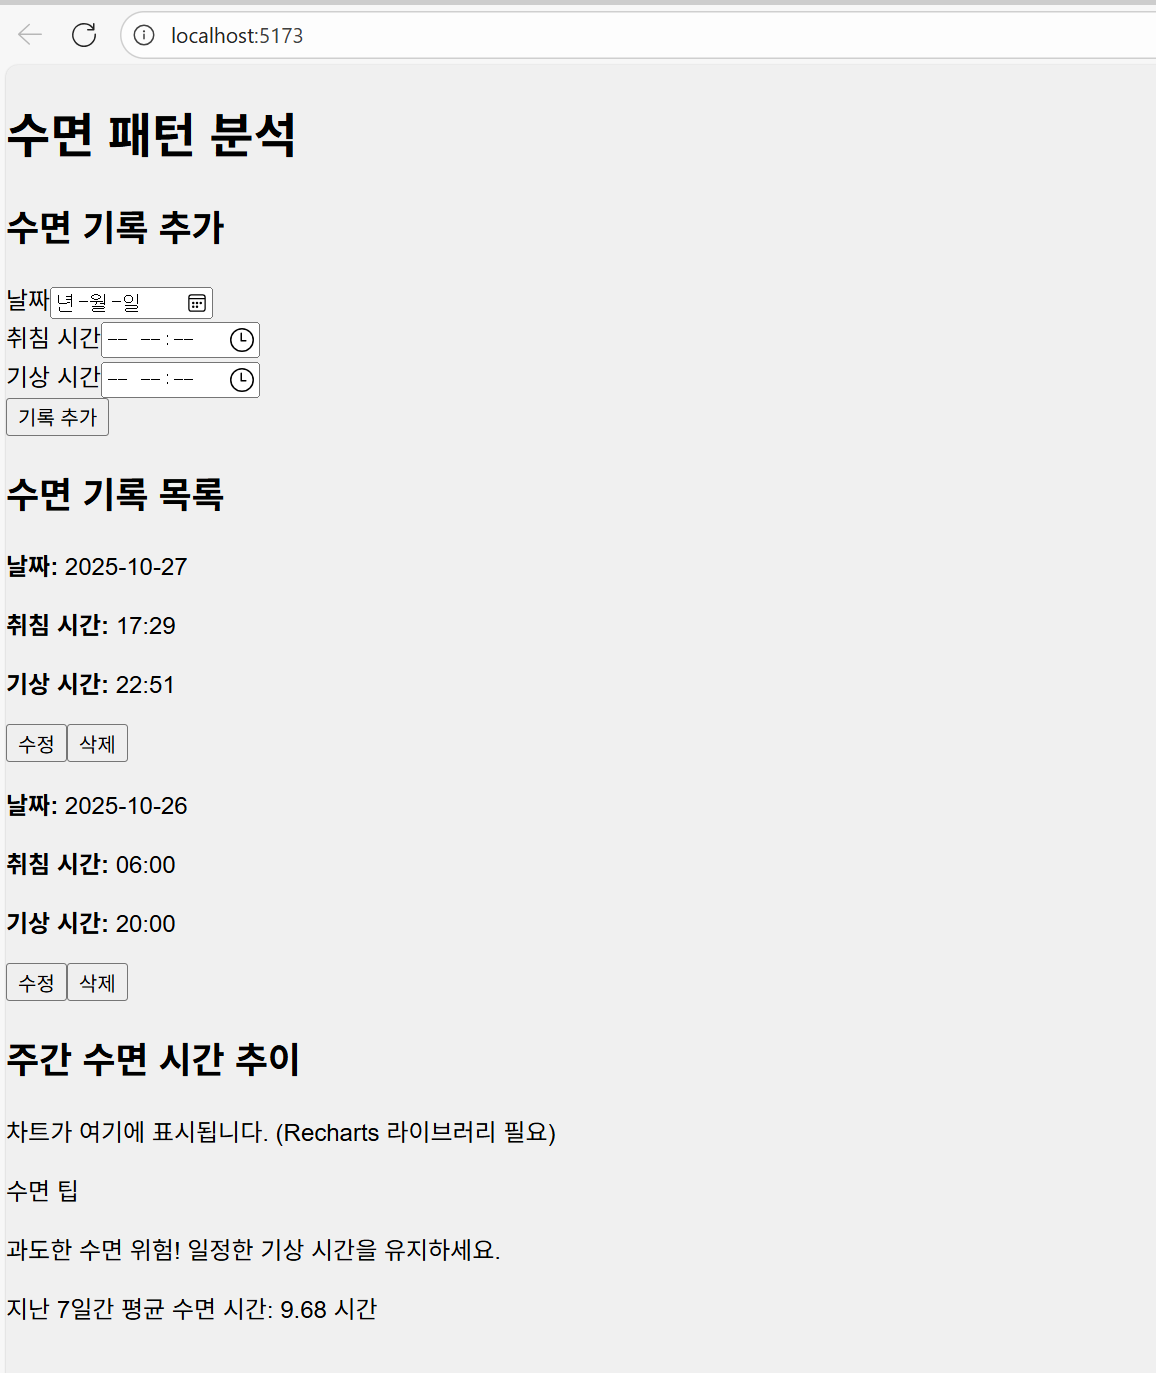 localhost:5173
수면 패턴 분석
수면 기록 추가
날짜 년-월-일
취침 시간 -- --:--
기상 시간 -- --:--
기록 추가
수면 기록 목록
날짜: 2025-10-27
취침 시간: 17:29
기상 시간: 22:51
수정 삭제
날짜: 2025-10-26
취침 시간: 06:00
기상 시간: 20:00
수정 삭제
주간 수면 시간 추이
차트가 여기에 표시됩니다. (Recharts 라이브러리 필요)
수면 팁
과도한 수면 위험! 일정한 기상 시간을 유지하세요.
지난 7일간 평균 수면 시간: 9.68 시간